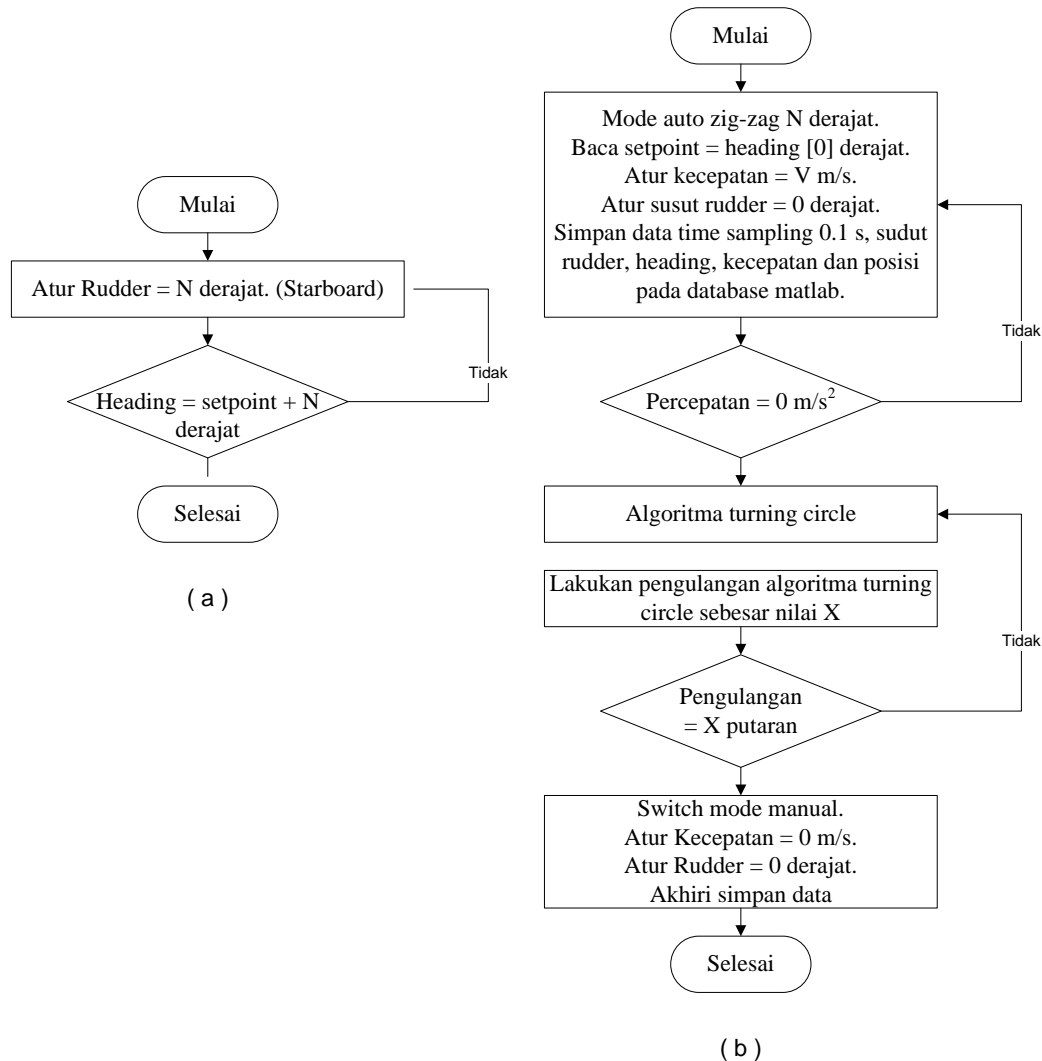 Mulai
Atur Rudder = N derajat. (Starboard)
Tidak
Heading = setpoint + N
derajat
Selesai
( a )
Mulai
Mode auto zig-zag N derajat.
Baca setpoint = heading [0] derajat.
Atur kecepatan = V m/s.
Atur susut rudder = 0 derajat.
Simpan data time sampling 0.1 s, sudut
rudder, heading, kecepatan dan posisi
pada database matlab.
Tidak
Percepatan = 0 m/s²
Algoritma turning circle
Lakukan pengulangan algoritma turning
circle sebesar nilai X
Tidak
Pengulangan
= X putaran
Switch mode manual.
Atur Kecepatan = 0 m/s.
Atur Rudder = 0 derajat.
Akhiri simpan data
Selesai
( b )